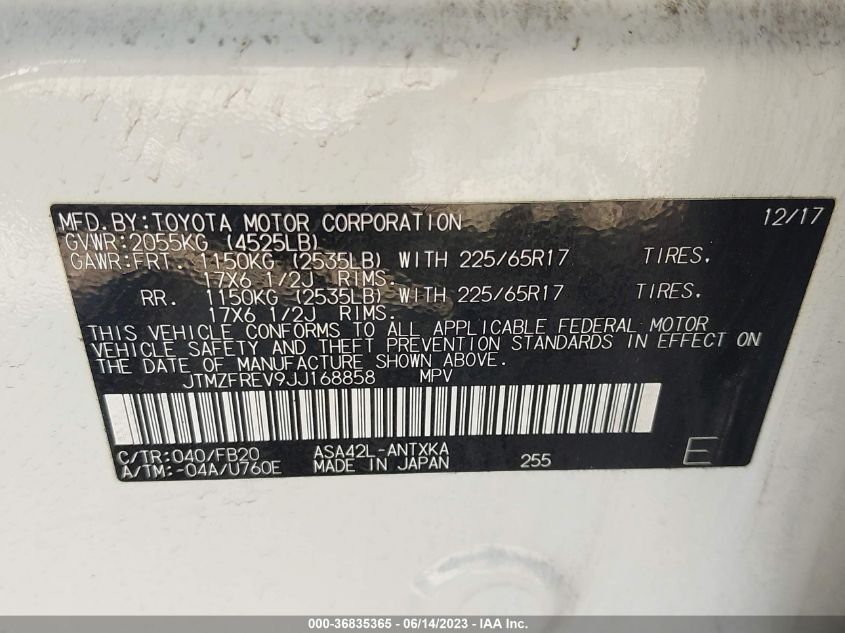 MFD.BY:TOYOTA MOTOR CORPORATION 12/17
GVWR:2055KG (4525LB)
GAWR:FRT. 1150KG (2535LB) WITH 225/65R17 TIRES.
17X6 1/2J RIMS.
RR. 1150KG (2535LB) WITH 225/65R17 TIRES.
17X6 1/2J RIMS.
THIS VEHICLE CONFORMS TO ALL APPLICABLE FEDERAL MOTOR
VEHICLE SAFETY AND THEFT PREVENTION STANDARDS IN EFFECT ON
THE DATE OF MANUFACTURE SHOWN ABOVE.
JTMZFREV9JJ168858 MPV
C/TR:040/FB20 ASA42L-ANTXKA
A/TM:-04A/U760E MADE IN JAPAN 255 E
000-36835365 - 06/14/2023 - IAA Inc.